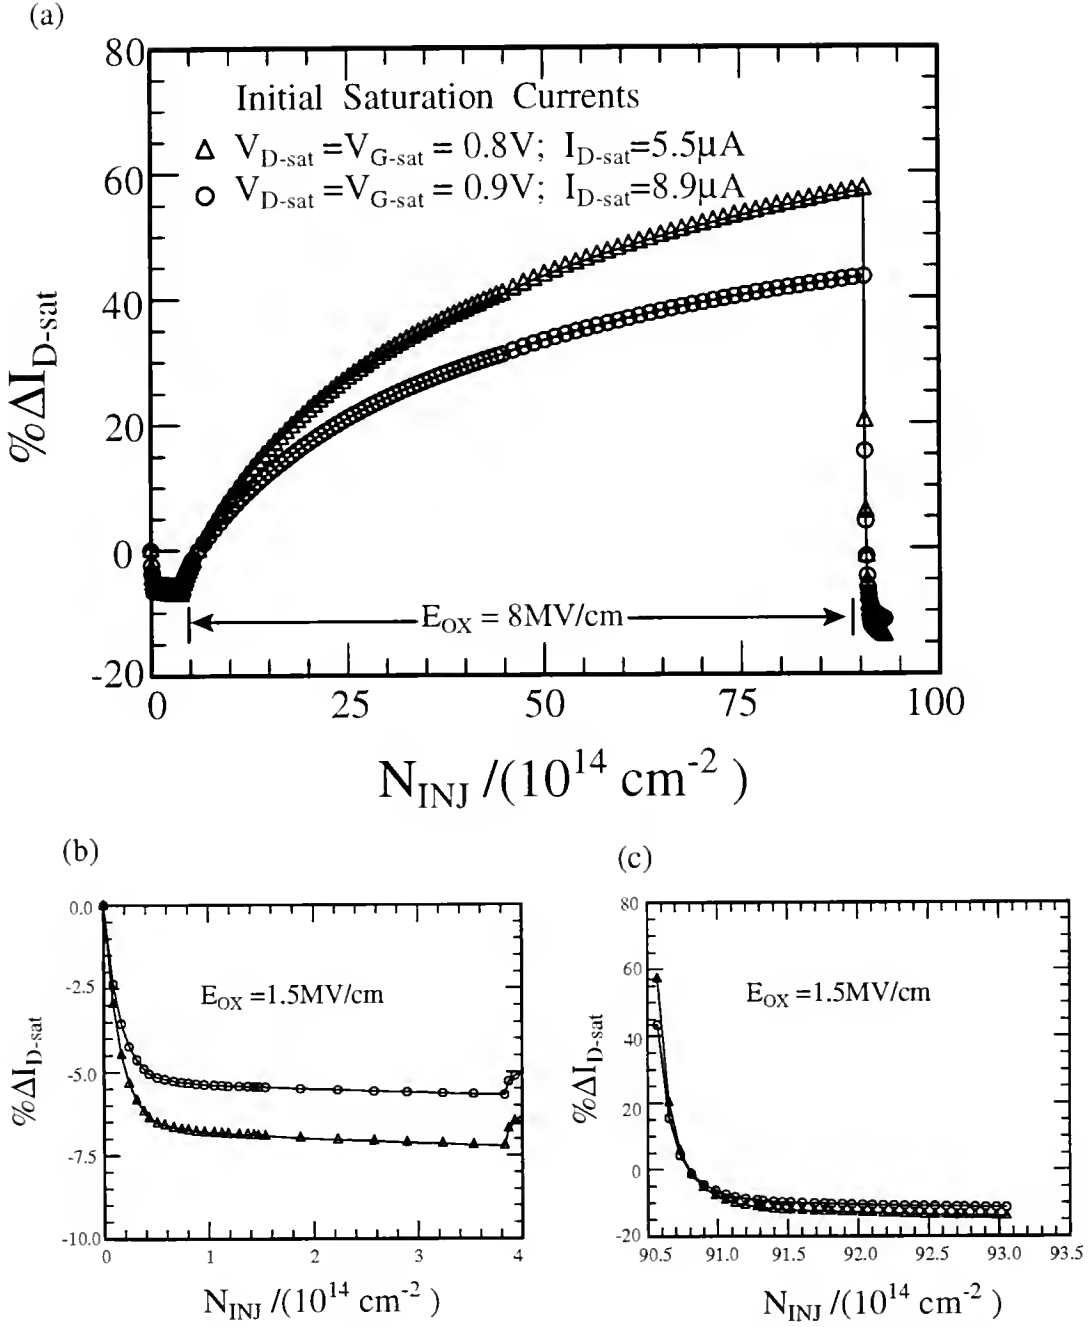 (a)
80
60
40
20
0
-20
%ΔI_D-sat
Initial Saturation Currents
△ V_D-sat = V_G-sat = 0.8V; I_D-sat=5.5μA
○ V_D-sat = V_G-sat = 0.9V; I_D-sat=8.9μA
E_OX = 8MV/cm
0 25 50 75 100
N_INJ /(10^14 cm^-2 )
(b)
0.0
-2.5
-5.0
-7.5
-10.0
%ΔI_D-sat
E_OX =1.5MV/cm
0 1 2 3 4
N_INJ /(10^14 cm^-2 )
(c)
80
60
40
20
0
-20
%ΔI_D-sat
E_OX =1.5MV/cm
90.5 91.0 91.5 92.0 92.5 93.0 93.5
N_INJ /(10^14 cm^-2 )